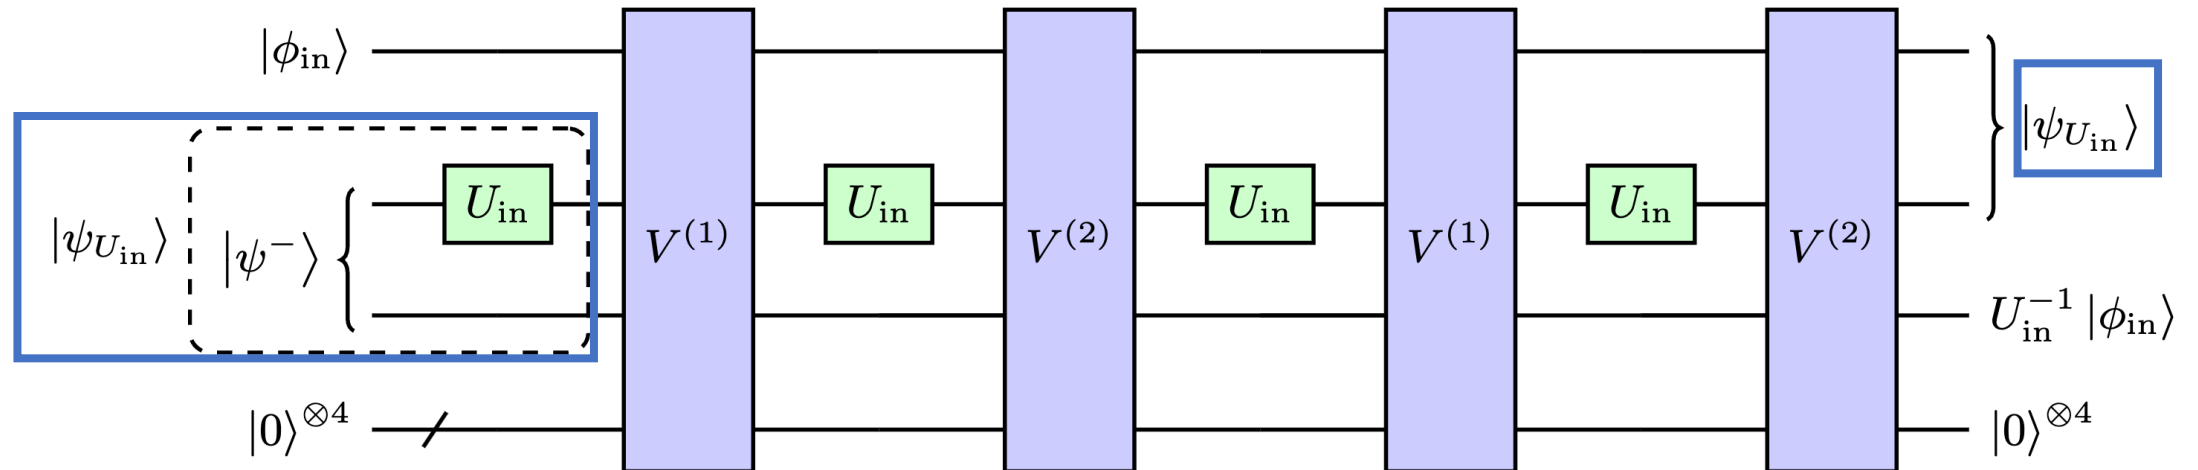 |ϕ_in⟩
|ψ_{U_in}⟩ |ψ^−⟩ U_in V^(1) U_in V^(2) U_in V^(1) U_in V^(2) |ψ_{U_in}⟩
U_in^{−1} |ϕ_in⟩
|0⟩^{⊗4} |0⟩^{⊗4}